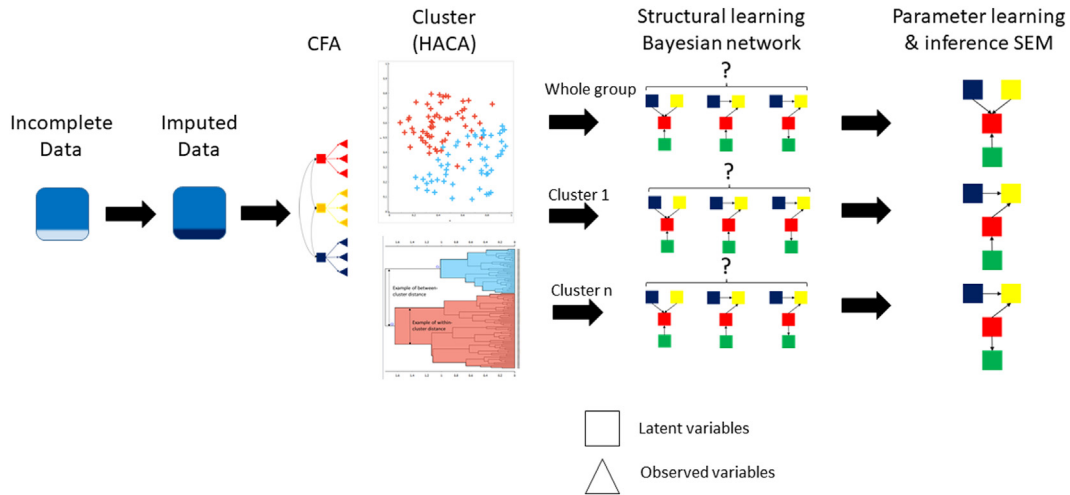 Incomplete
Data
Imputed
Data
CFA
Cluster
(HACA)
Example of between-
cluster distance
Example of within-
cluster distance
Structural learning
Bayesian network
Whole group
?
Cluster 1
?
Cluster n
?
Parameter learning
& inference SEM
Latent variables
Observed variables